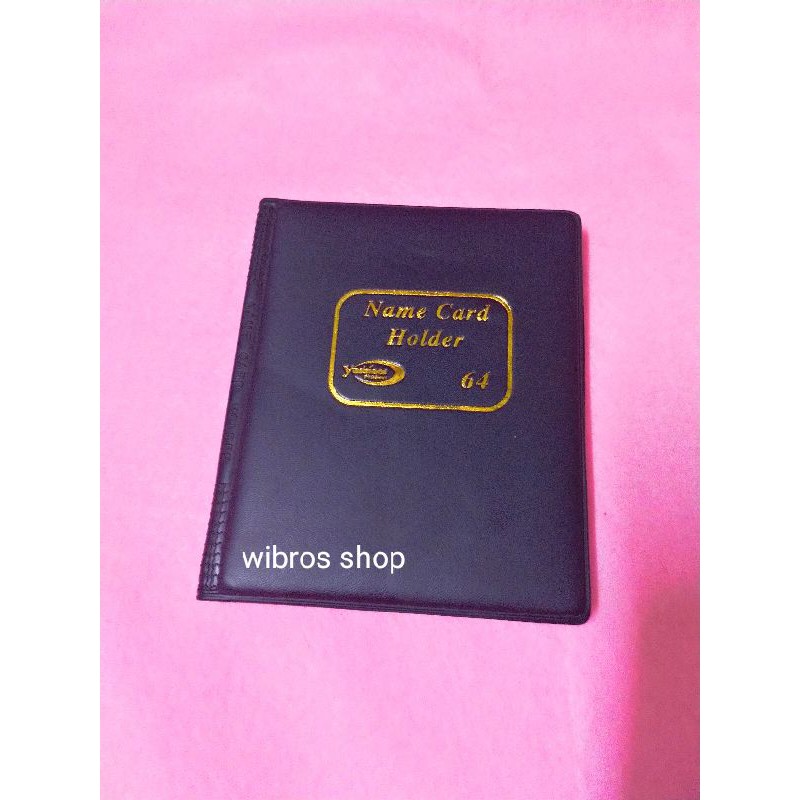 Name Card
Holder
64
wibros shop